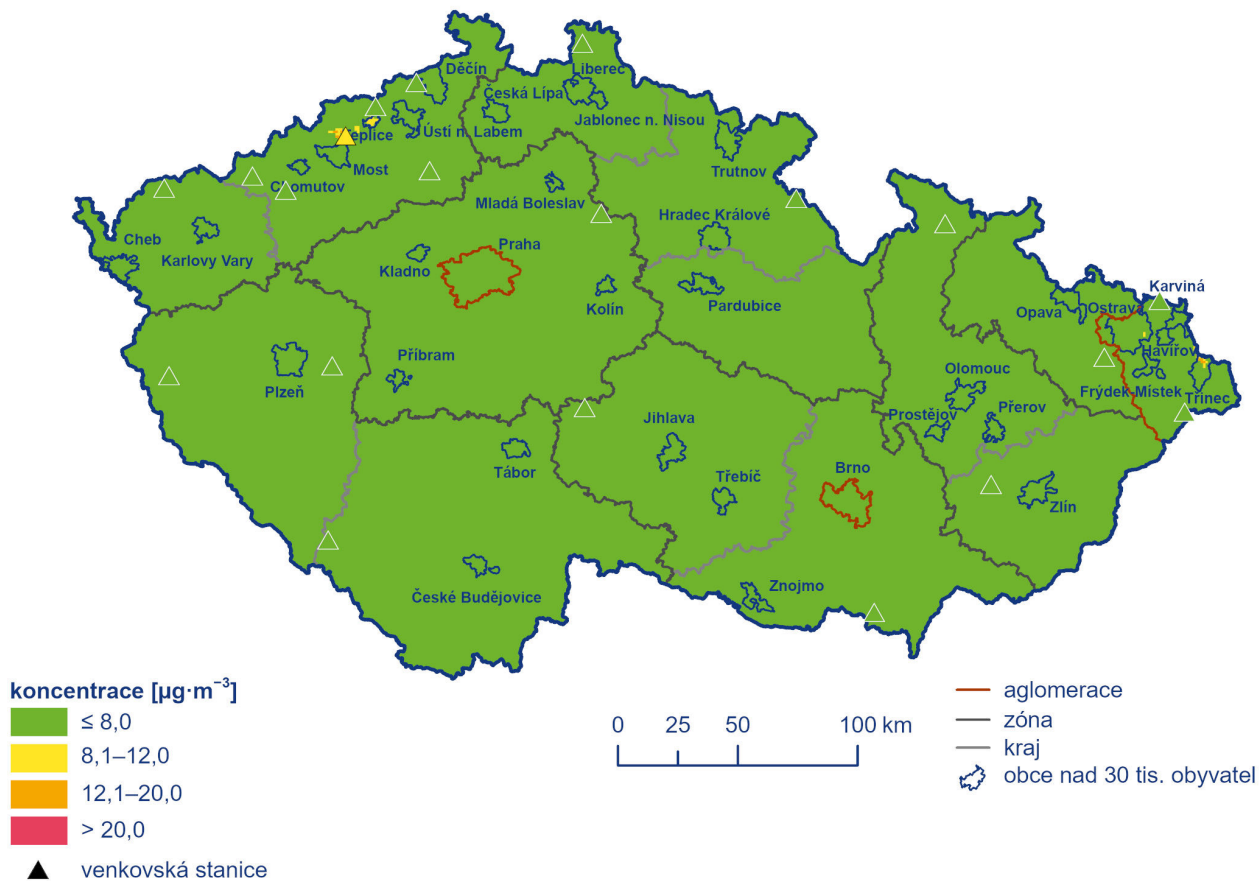 Děčín
Liberec
Česká Lípa
Jablonec n. Nisou
Teplice
Ústí n. Labem
Most
Chomutov
Trutnov
Mladá Boleslav
Hradec Králové
Cheb
Karlovy Vary
Praha
Kladno
Kolín
Pardubice
Karviná
Opava
Ostrava
Havířov
Příbram
Plzeň
Olomouc
Frýdek Místek
Třinec
Prostějov
Přerov
Jihlava
Tábor
Třebíč
Brno
Zlín
České Budějovice
Znojmo
koncentrace [µg·m⁻³]
≤ 8,0
8,1–12,0
12,1–20,0
> 20,0
venkovská stanice
0 25 50 100 km
aglomerace
zóna
kraj
obce nad 30 tis. obyvatel